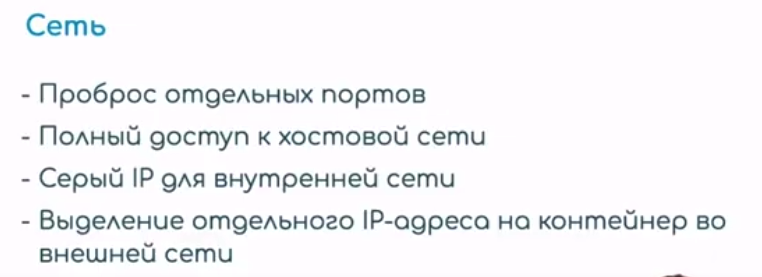 Сеть
- Проброс отдельных портов
- Полный доступ к хостовой сети
- Серый IP для внутренней сети
- Выделение отдельного IP-адреса на контейнер во
внешней сети